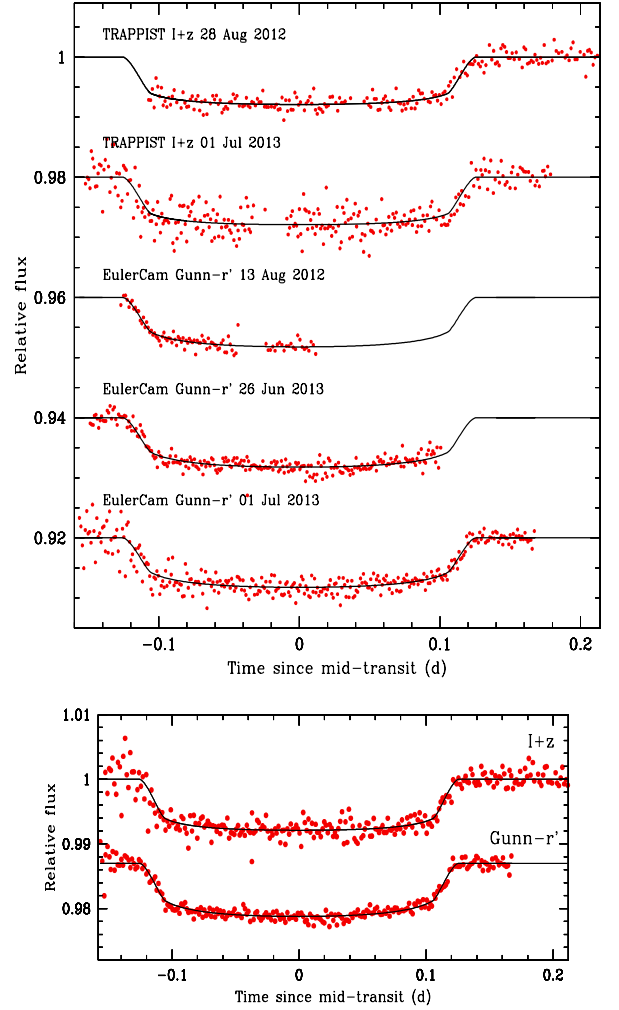 TRAPPIST I+z 28 Aug 2012
1
TRAPPIST I+z 01 Jul 2013
0.98
EulerCam Gunn-r' 13 Aug 2012
0.96
Relative flux
EulerCam Gunn-r' 26 Jun 2013
0.94
EulerCam Gunn-r' 01 Jul 2013
0.92
-0.1 0 0.1 0.2
Time since mid-transit (d)
1.01
I+z
1
Relative flux
0.99
Gunn-r'
0.98
-0.1 0 0.1 0.2
Time since mid-transit (d)